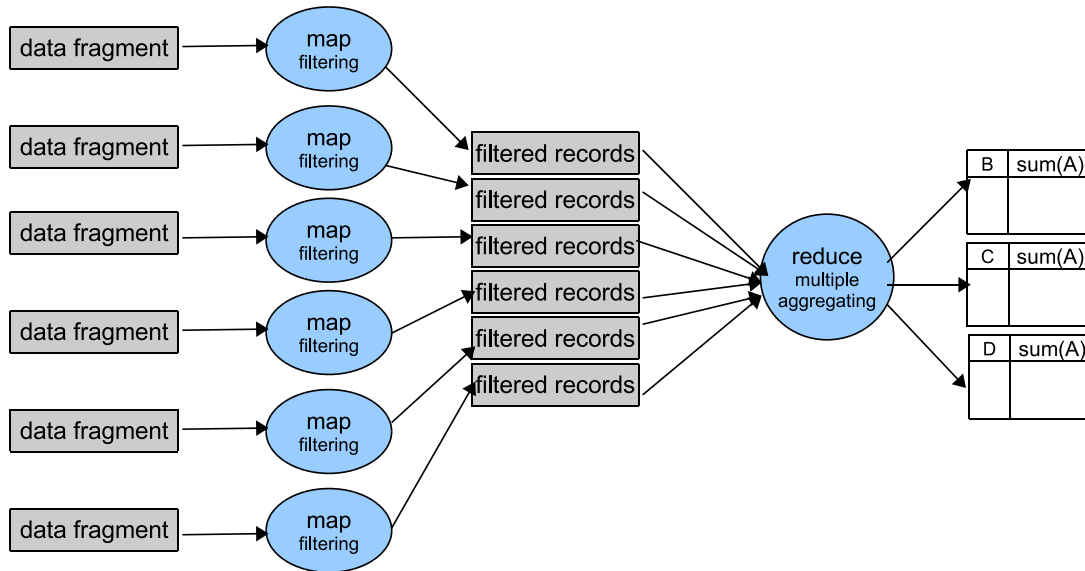 data fragment
map
filtering
data fragment
map
filtering
data fragment
map
filtering
data fragment
map
filtering
data fragment
map
filtering
data fragment
map
filtering
filtered records
filtered records
filtered records
filtered records
filtered records
filtered records
reduce
multiple
aggregating
B sum(A)
C sum(A)
D sum(A)